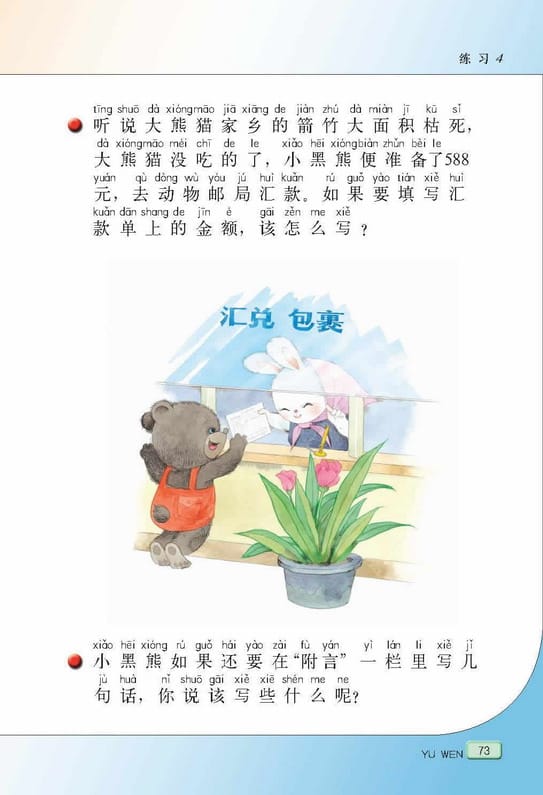 练习4
tīng shuō dà xióngmāo jiā xiāng de jiàn zhú dà miàn jī kū sǐ
听说大熊猫家乡的箭竹大面积枯死,
dà xióngmāo méi chī de le xiǎo hēi xióngbiàn zhǔn bèi le
大熊猫没吃的了,小黑熊便准备了588
yuán qù dòng wù yóu jú huì kuǎn rú guǒ yào tián xiě huì
元,去动物邮局汇款。如果要填写汇
kuǎn dān shang de jīn é gāi zěn me xiě
款单上的金额,该怎么写?
汇兑 包裹
xiǎo hēi xióng rú guǒ hái yào zài fù yán yì lán li xiě jǐ
小黑熊如果还要在“附言”一栏里写几
jù huà nǐ shuō gāi xiě xiē shén me ne
句话,你说该写些什么呢?
YU WEN 73